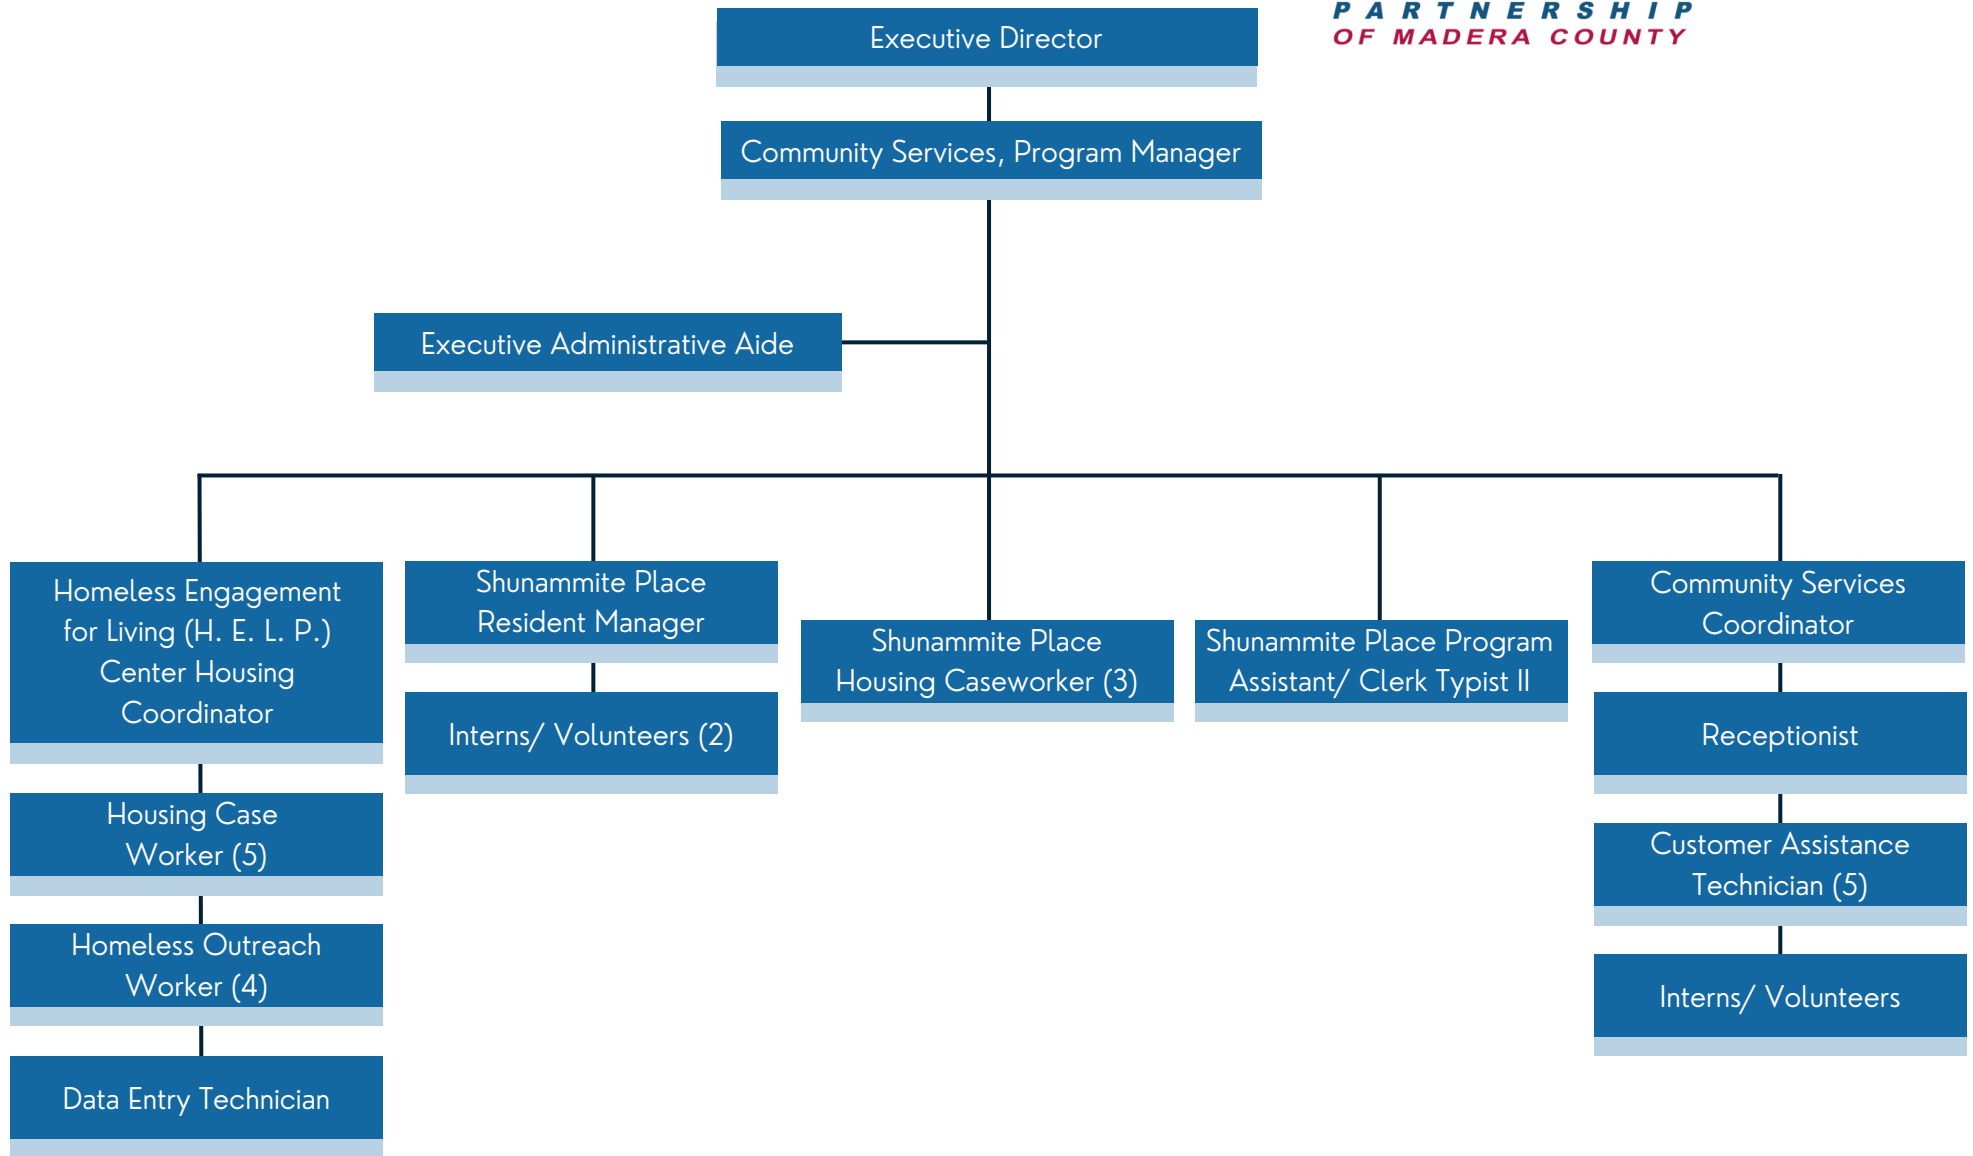 PARTNERSHIP
OF MADERA COUNTY
Executive Director
Community Services, Program Manager
Executive Administrative Aide
Homeless Engagement
for Living (H. E. L. P.)
Center Housing
Coordinator
Housing Case
Worker (5)
Homeless Outreach
Worker (4)
Data Entry Technician
Shunammite Place
Resident Manager
Interns/ Volunteers (2)
Shunammite Place
Housing Caseworker (3)
Shunammite Place Program
Assistant/ Clerk Typist II
Community Services
Coordinator
Receptionist
Customer Assistance
Technician (5)
Interns/ Volunteers